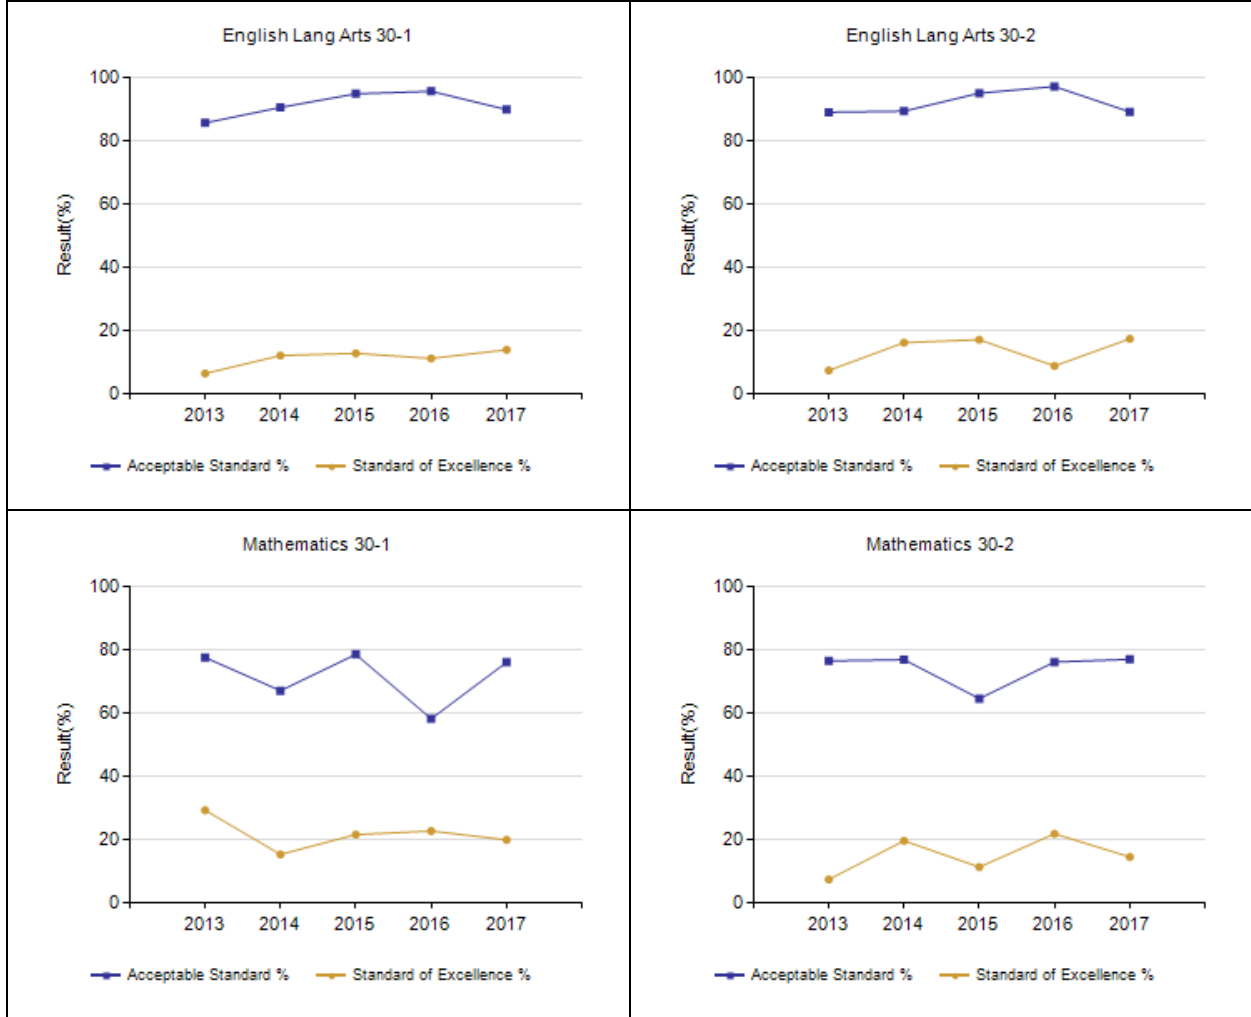 English Lang Arts 30-1
100
80
60
40
20
0
Result(%)
2013 2014 2015 2016 2017
Acceptable Standard % Standard of Excellence %
English Lang Arts 30-2
100
80
60
40
20
0
Result(%)
2013 2014 2015 2016 2017
Acceptable Standard % Standard of Excellence %
Mathematics 30-1
100
80
60
40
20
0
Result(%)
2013 2014 2015 2016 2017
Acceptable Standard % Standard of Excellence %
Mathematics 30-2
100
80
60
40
20
0
Result(%)
2013 2014 2015 2016 2017
Acceptable Standard % Standard of Excellence %